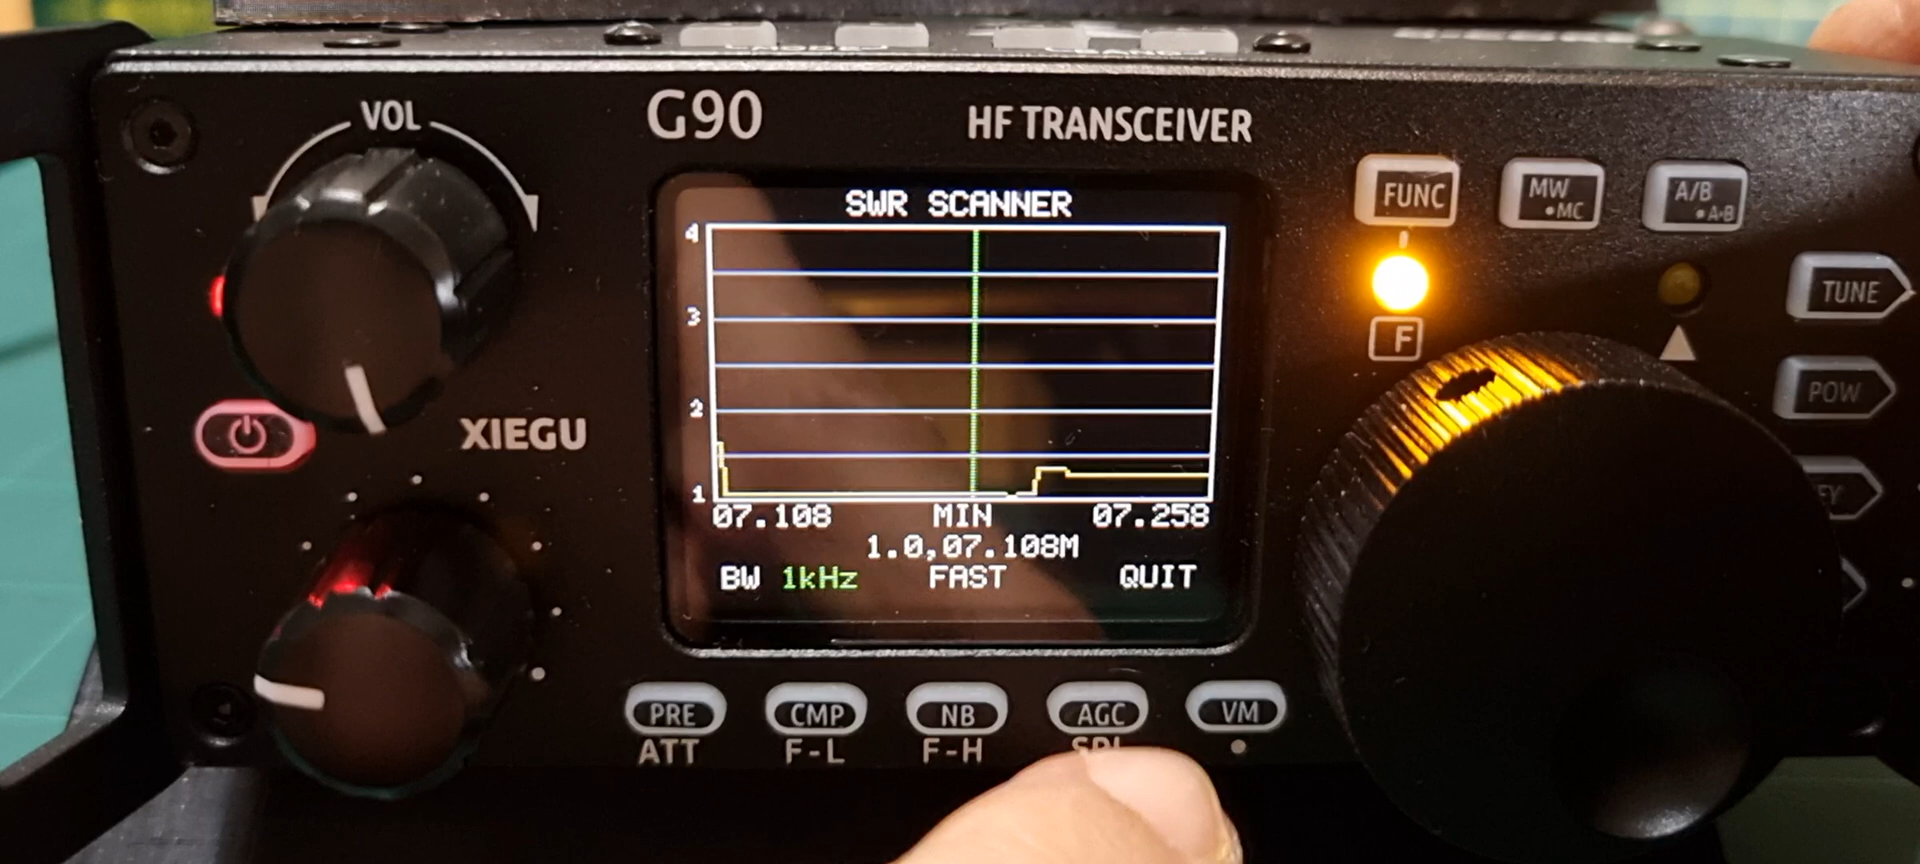 VOL
G90
HF TRANSCEIVER
XIEGU
SWR SCANNER
4
3
2
1
07.108 MIN 07.258
1.0,07.108M
BW 1kHz FAST QUIT
FUNC
MW
•MC
A/B
F
TUNE
POW
PRE CMP NB AGC VM
ATT F-L F-H